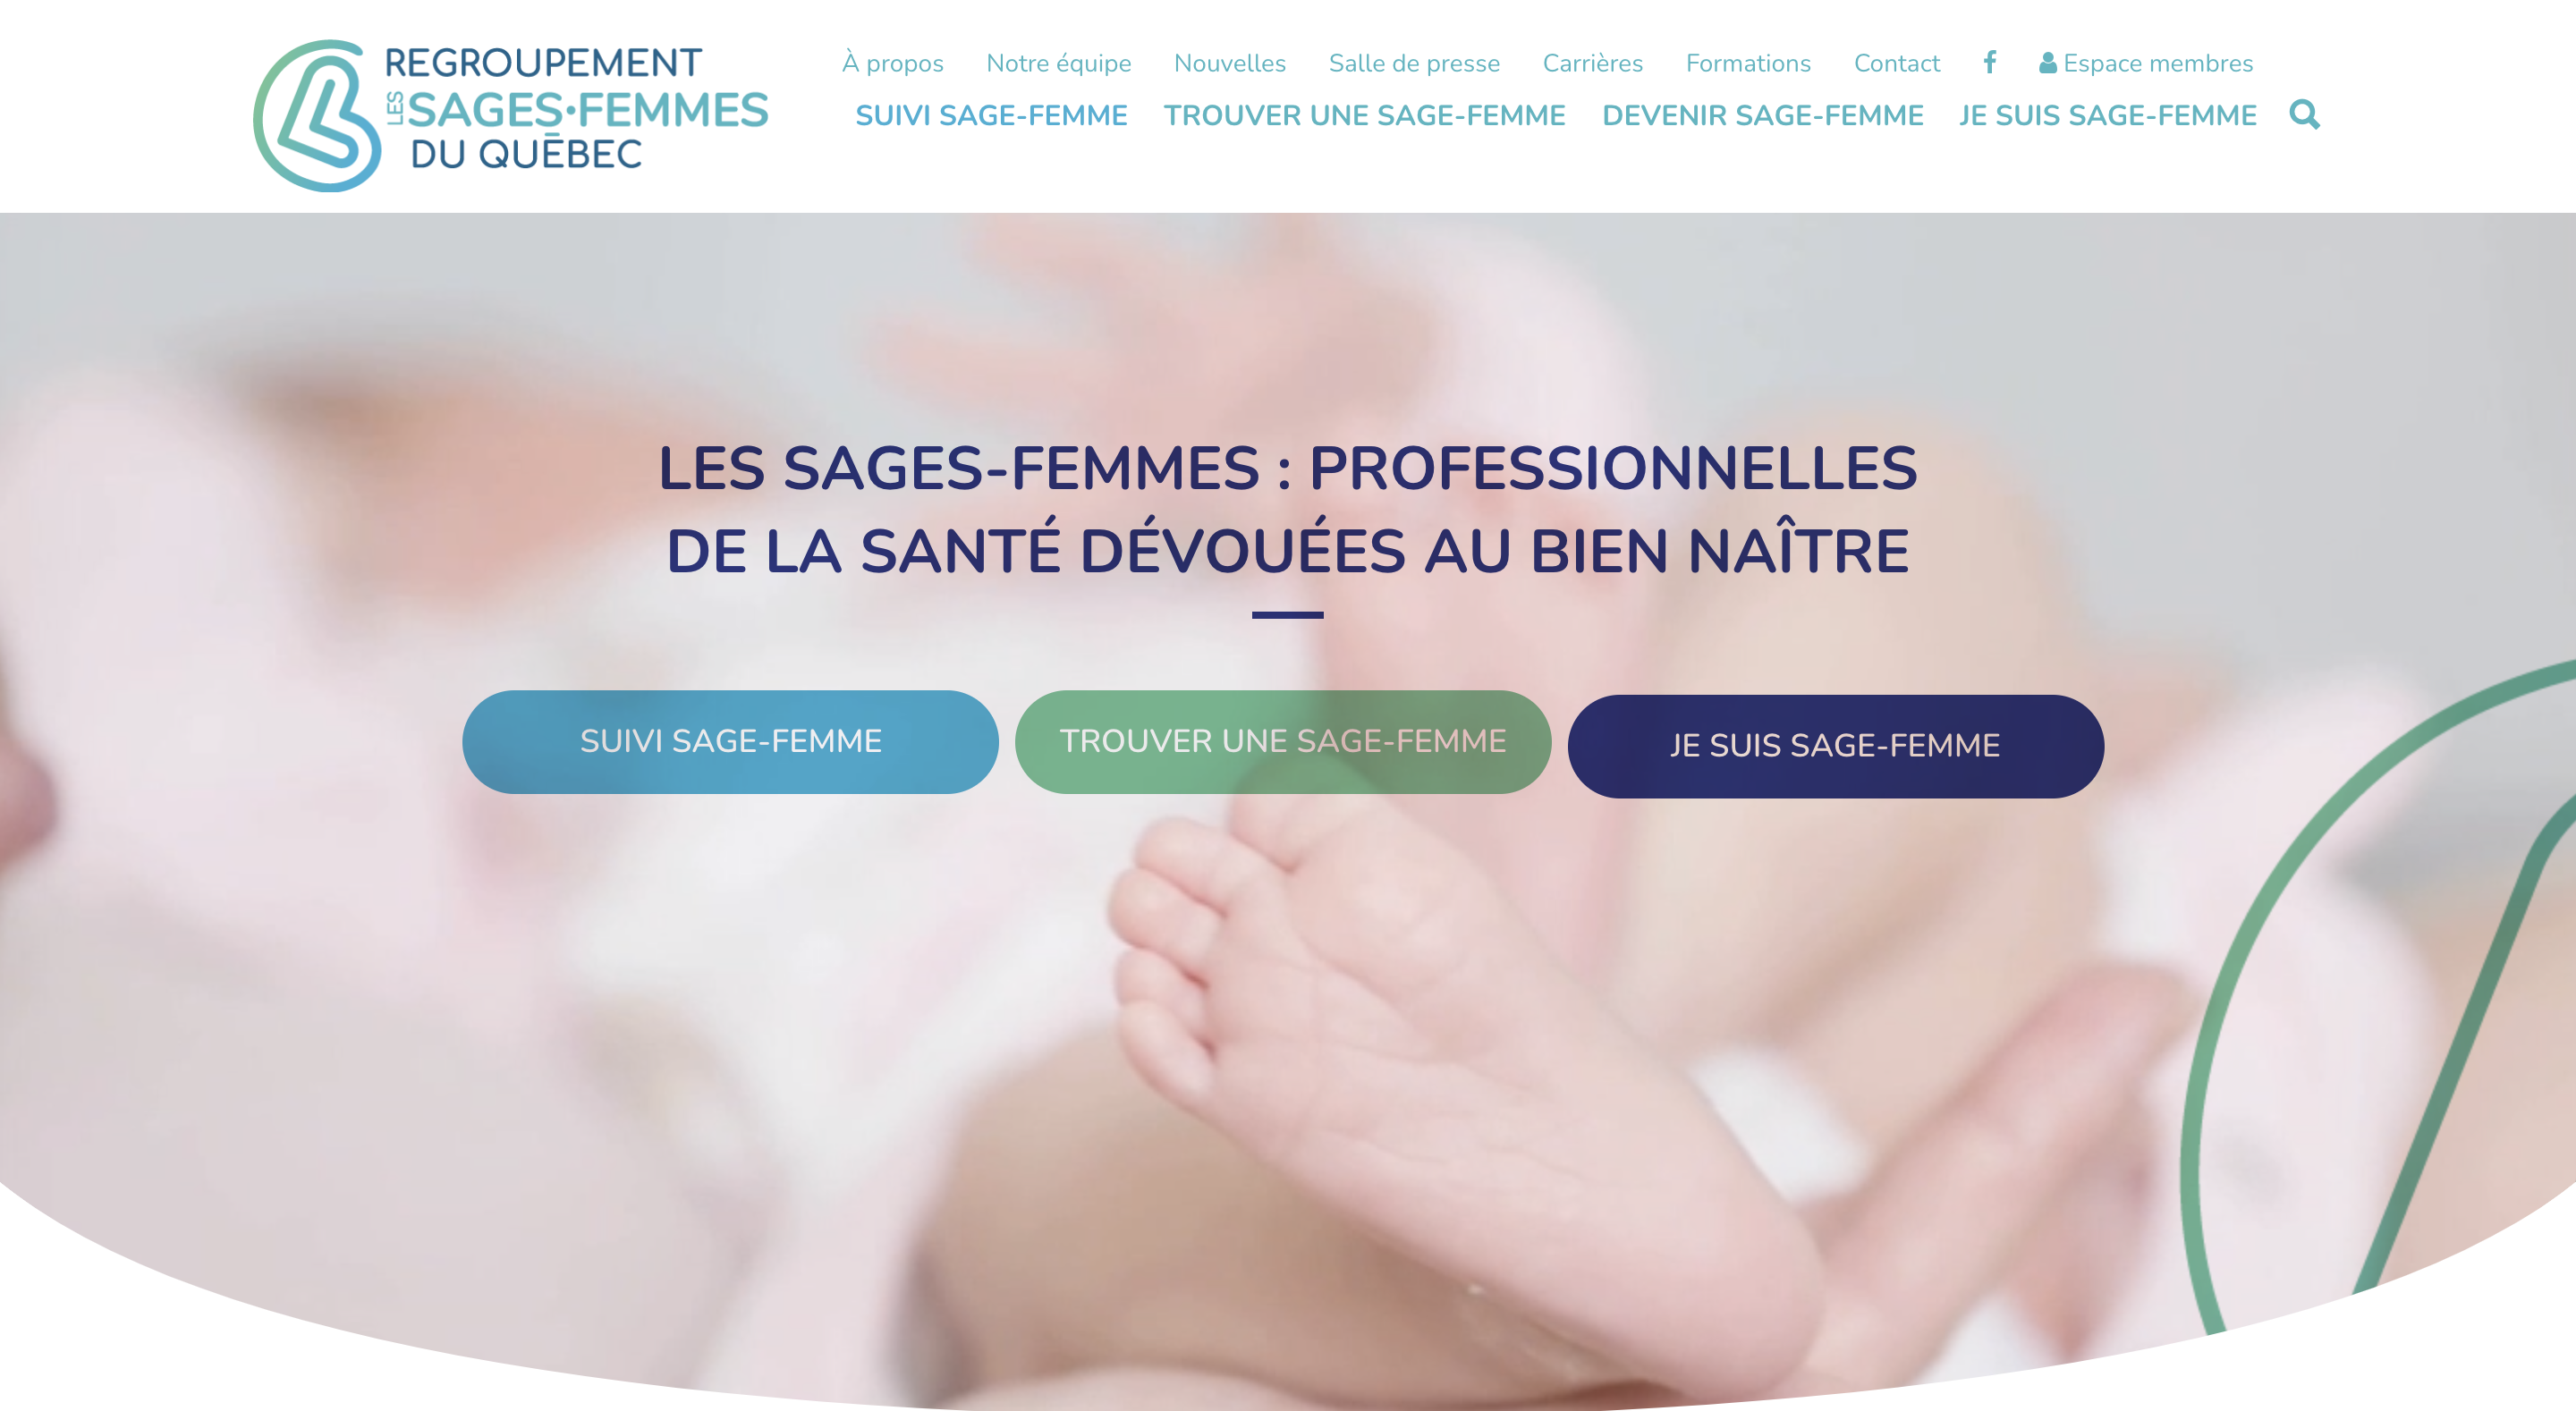 REGROUPEMENT
LES SAGES•FEMMES
DU QUĒBEC
À propos Notre équipe Nouvelles Salle de presse Carrières Formations Contact Espace membres
SUIVI SAGE-FEMME TROUVER UNE SAGE-FEMME DEVENIR SAGE-FEMME JE SUIS SAGE-FEMME
LES SAGES-FEMMES : PROFESSIONNELLES
DE LA SANTÉ DÉVOUÉES AU BIEN NAÎTRE
SUIVI SAGE-FEMME TROUVER UNE SAGE-FEMME JE SUIS SAGE-FEMME